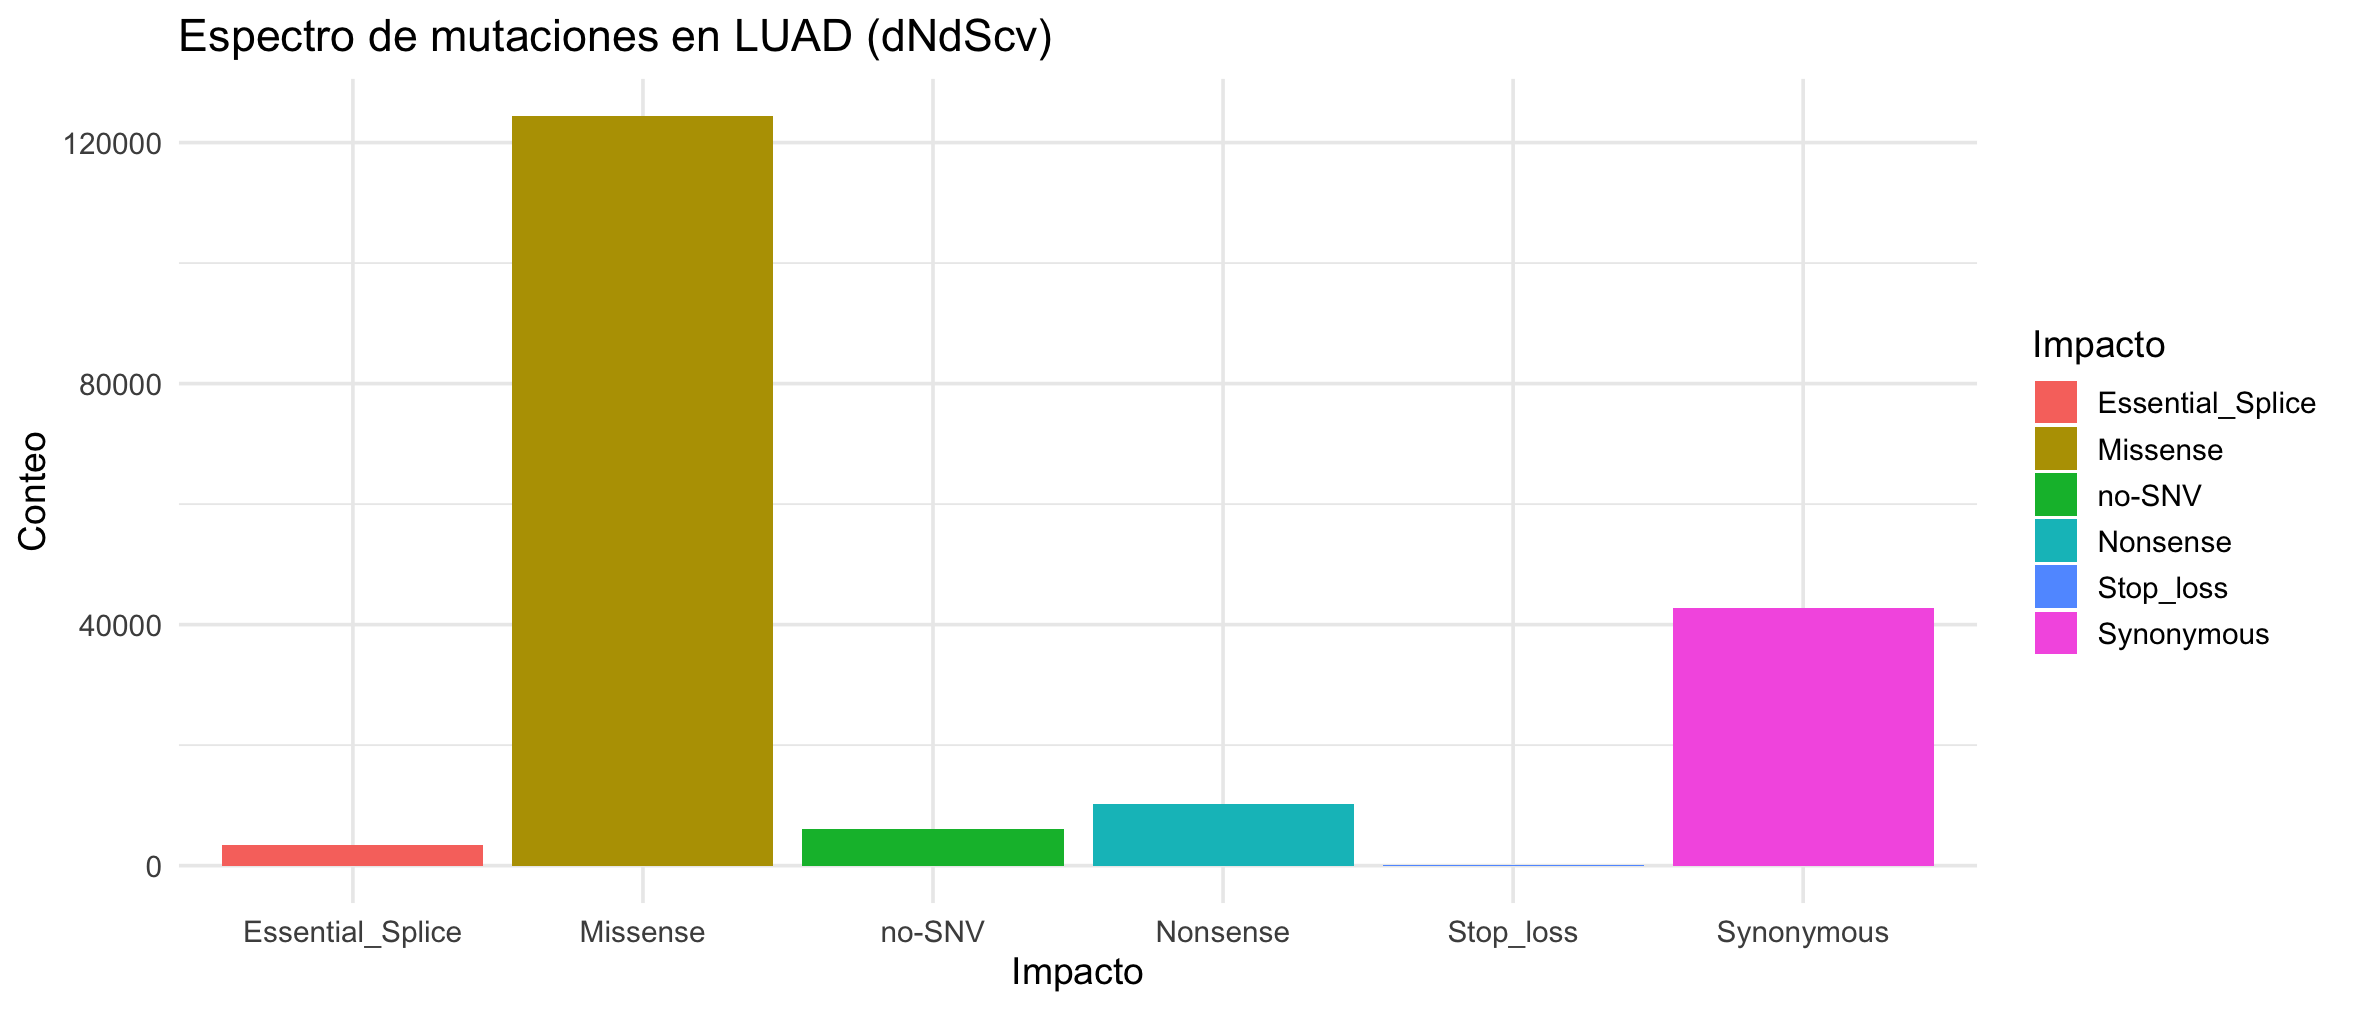 Espectro de mutaciones en LUAD (dNdScv)
120000
80000
40000
0
Conteo
Essential_Splice
Missense
no-SNV
Nonsense
Stop_loss
Synonymous
Impacto
Impacto
Essential_Splice
Missense
no-SNV
Nonsense
Stop_loss
Synonymous